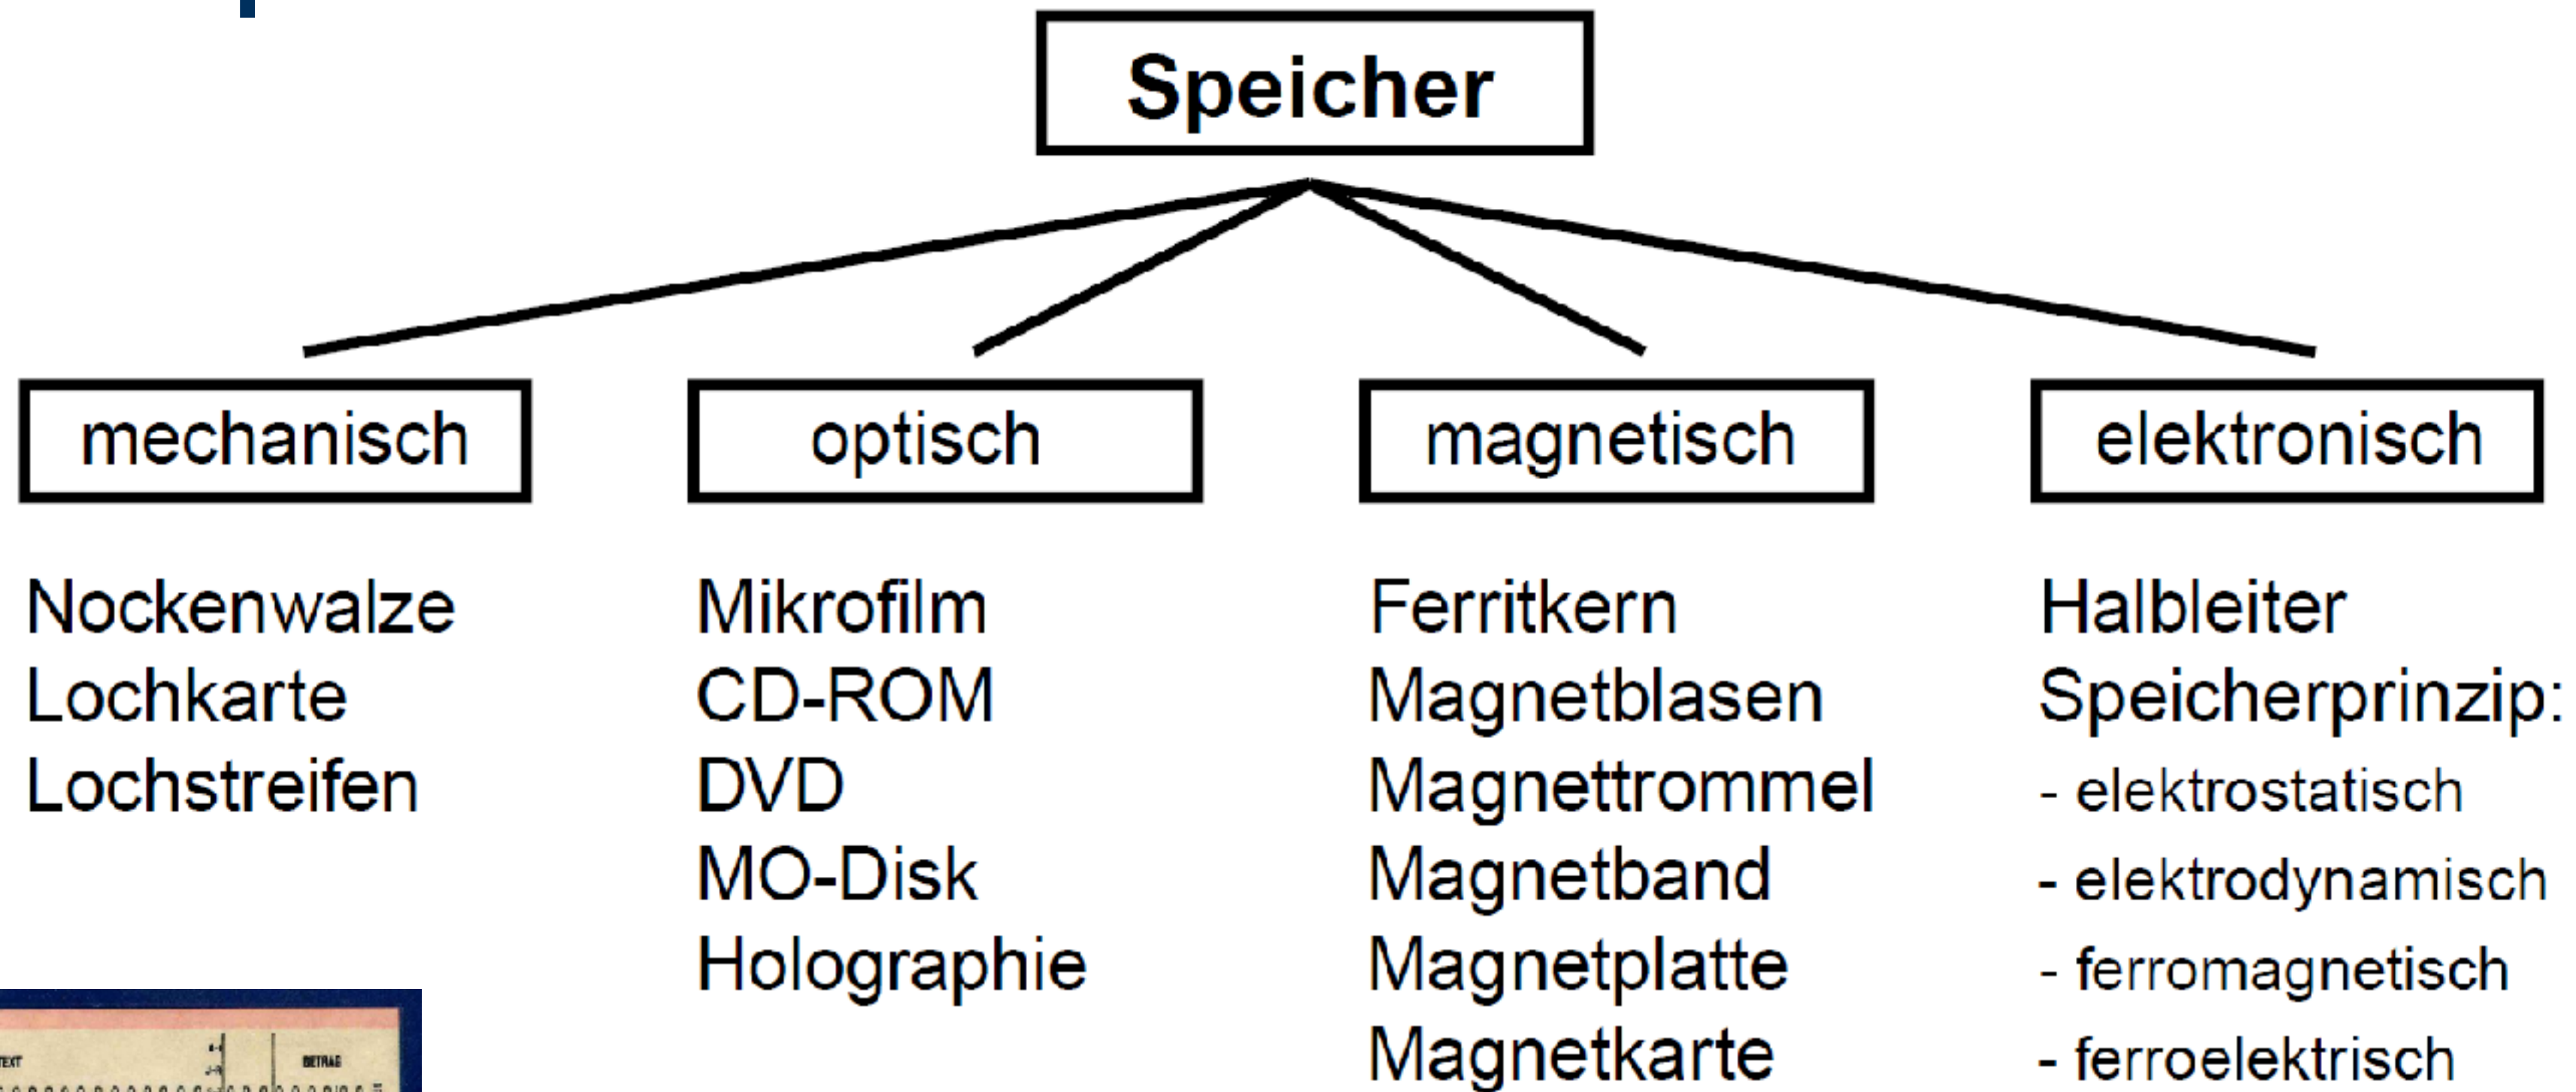 Speicher
mechanisch
optisch
magnetisch
elektronisch
Nockenwalze
Lochkarte
Lochstreifen
Mikrofilm
CD-ROM
DVD
MO-Disk
Holographie
Ferritkern
Magnetblasen
Magnettrommel
Magnetband
Magnetplatte
Magnetkarte
Halbleiter
Speicherprinzip:
- elektrostatisch
- elektrodynamisch
- ferromagnetisch
- ferroelektrisch
TEXT
BETRAG